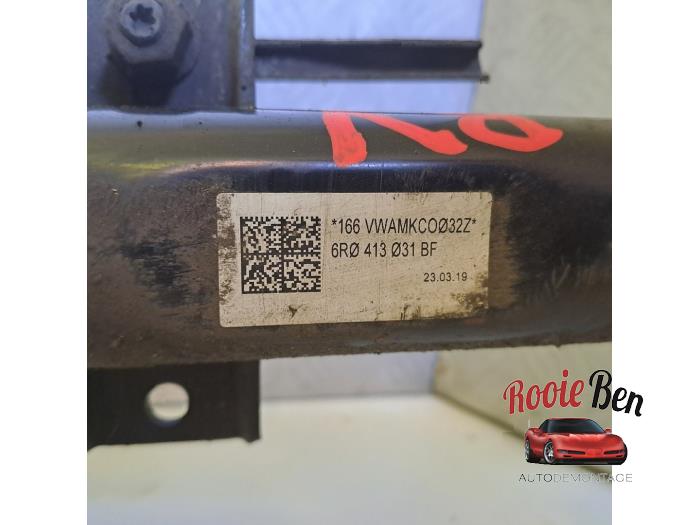 *166 VWAMKCOØ32Z*
6RØ 413 Ø31 BF
23.03.19
Rooie Ben
AUTODEMONTAGE